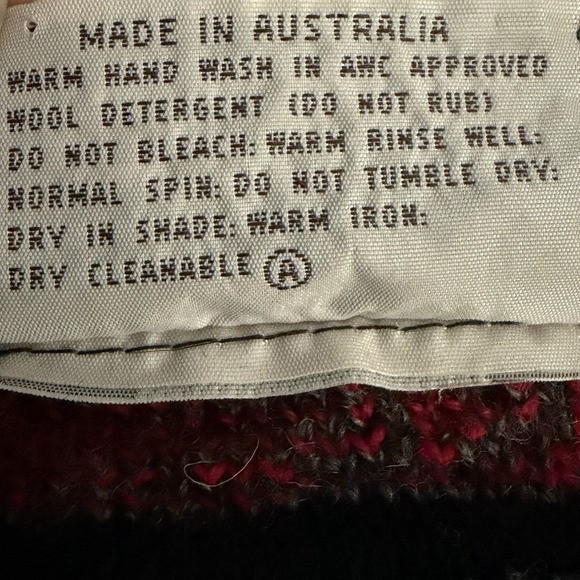 MADE IN AUSTRALIA
WARM HAND WASH IN AWC APPROVED
WOOL DETERGENT (DO NOT RUB)
DO NOT BLEACH: WARM RINSE WELL:
NORMAL SPIN: DO NOT TUMBLE DRY:
DRY IN SHADE: WARM IRON:
DRY CLEANABLE Ⓐ